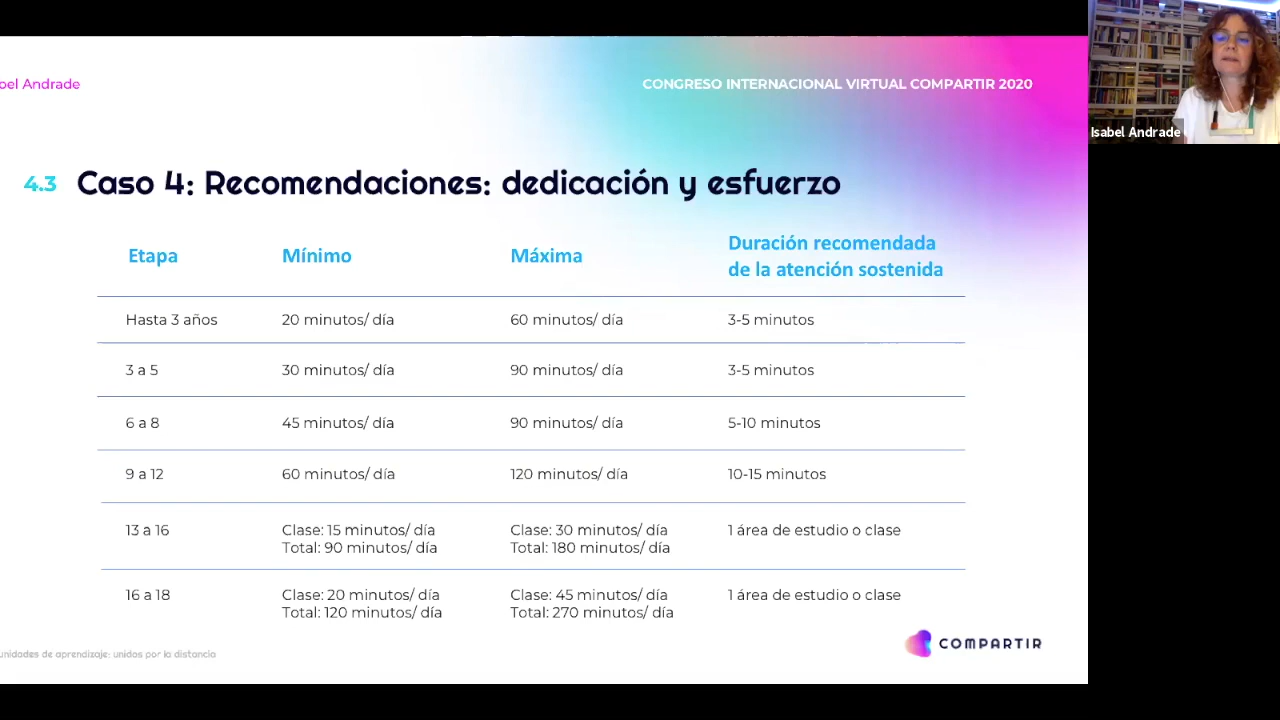 bel Andrade
CONGRESO INTERNACIONAL VIRTUAL COMPARTIR 2020
Isabel Andrade
4.3 Caso 4: Recomendaciones: dedicación y esfuerzo
Etapa Mínimo Máxima Duración recomendada
de la atención sostenida
Hasta 3 años 20 minutos/ día 60 minutos/ día 3-5 minutos
3 a 5 30 minutos/ día 90 minutos/ día 3-5 minutos
6 a 8 45 minutos/ día 90 minutos/ día 5-10 minutos
9 a 12 60 minutos/ día 120 minutos/ día 10-15 minutos
13 a 16 Clase: 15 minutos/ día Clase: 30 minutos/ día 1 área de estudio o clase
Total: 90 minutos/ día Total: 180 minutos/ día
16 a 18 Clase: 20 minutos/ día Clase: 45 minutos/ día 1 área de estudio o clase
Total: 120 minutos/ día Total: 270 minutos/ día
COMPARTIR
unidades de aprendizaje: unidos por la distancia